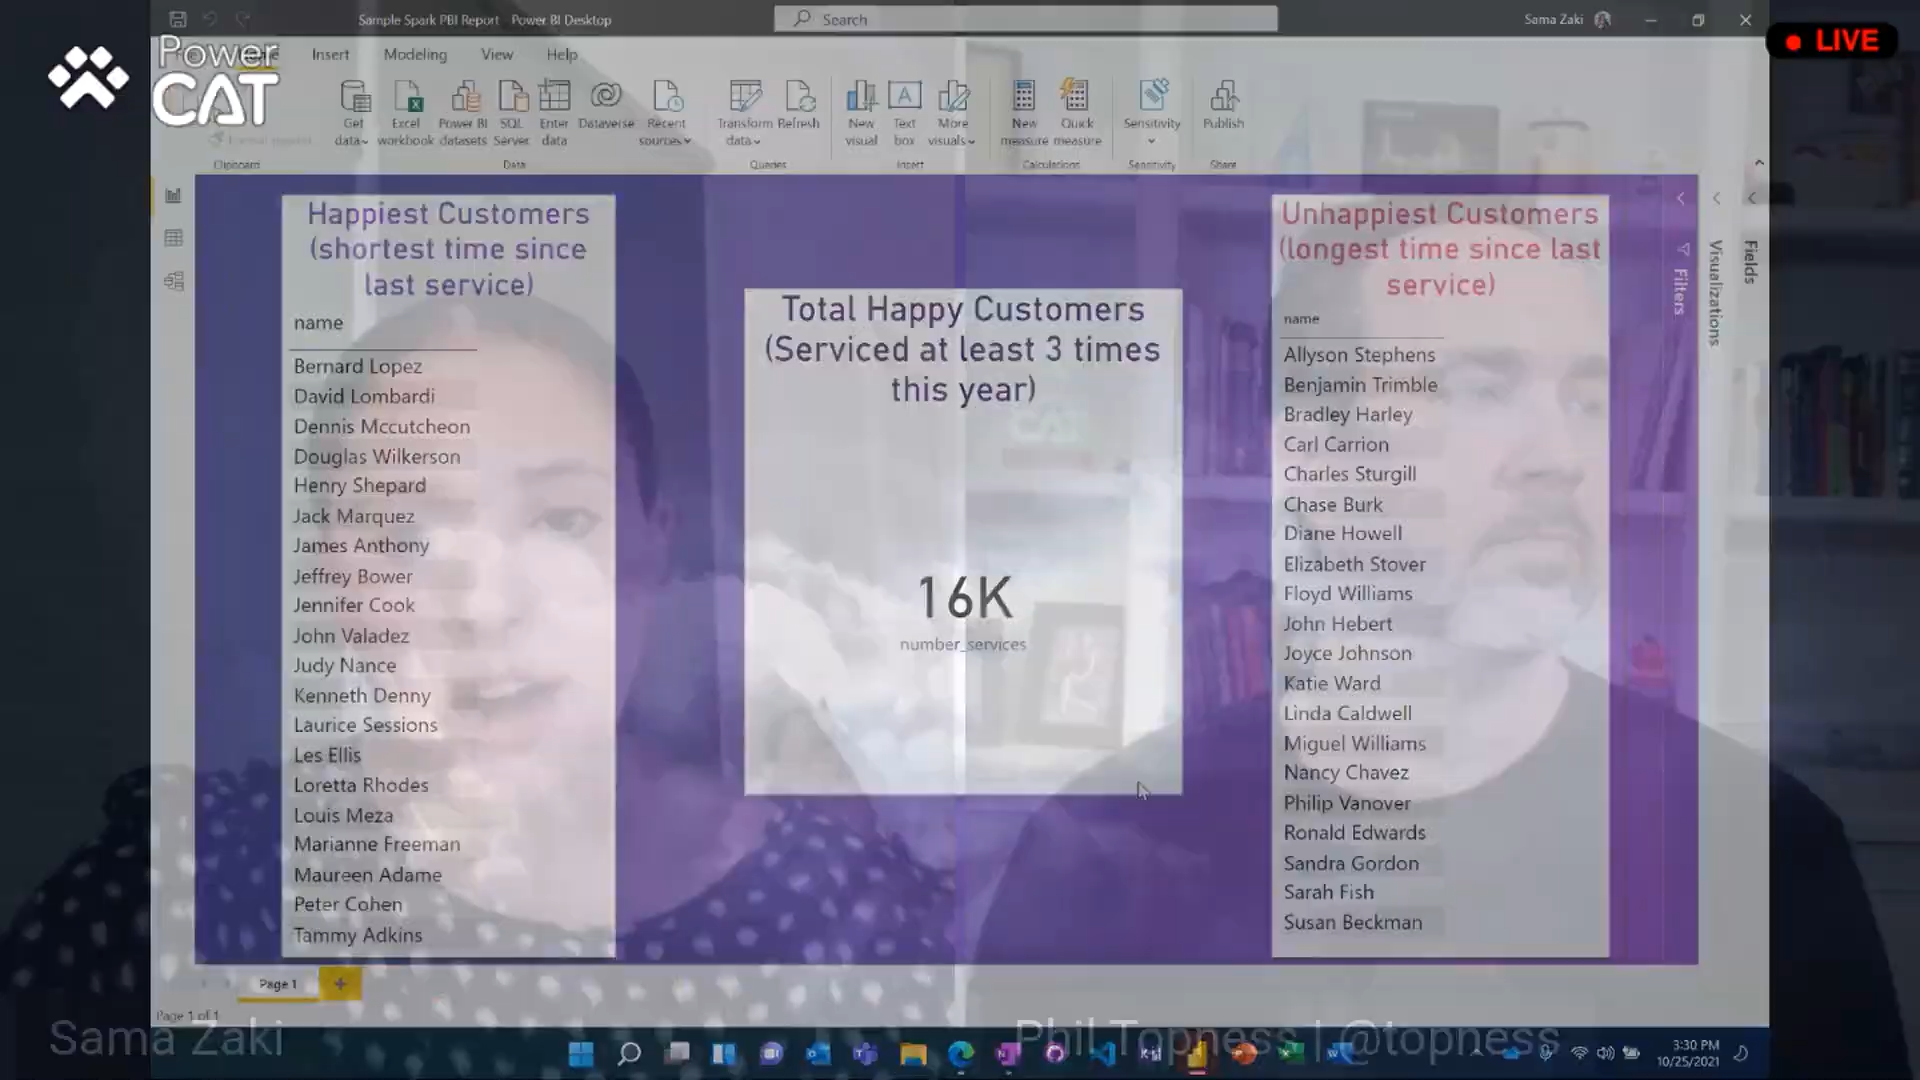 Sample Spark PBI Report - Power BI Desktop
Search
Sama Zaki
LIVE
Power
CAT
Insert
Modeling
View
Help
Get
data
Excel
workbook
Power BI
datasets
SQL
Server
Enter
data
Dataverse
Recent
sources
Transform
data
Refresh
New
visual
Text
box
More
visuals
New
measure
Quick
measure
Sensitivity
Publish
Clipboard
Data
Queries
Insert
Calculations
Sensitivity
Share
Happiest Customers
(shortest time since
last service)
name
Bernard Lopez
David Lombardi
Dennis Mccutcheon
Douglas Wilkerson
Henry Shepard
Jack Marquez
James Anthony
Jeffrey Bower
Jennifer Cook
John Valadez
Judy Nance
Kenneth Denny
Laurice Sessions
Les Ellis
Loretta Rhodes
Louis Meza
Marianne Freeman
Maureen Adame
Peter Cohen
Tammy Adkins
Total Happy Customers
(Serviced at least 3 times
this year)
16K
number_services
Unhappiest Customers
(longest time since last
service)
name
Allyson Stephens
Benjamin Trimble
Bradley Harley
Carl Carrion
Charles Sturgill
Chase Burk
Diane Howell
Elizabeth Stover
Floyd Williams
John Hebert
Joyce Johnson
Katie Ward
Linda Caldwell
Miguel Williams
Nancy Chavez
Philip Vanover
Ronald Edwards
Sandra Gordon
Sarah Fish
Susan Beckman
Filters
Visualizations
Fields
Page 1
Page 1 of 1
Sama Zaki
Phil Topness | @topness
3:30 PM
10/25/2021